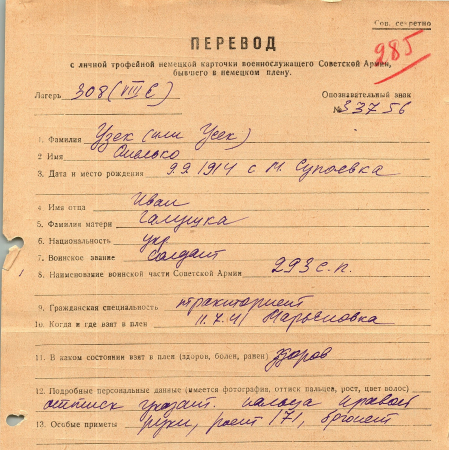 Сов. секретно
ПЕРЕВОД
285
с личной трофейной немецкой карточки военнослужащего Советской Армии,
бывшего в немецком плену.
Лагерь 308 (VIII E) Опознавательный знак
№ 33756
1. Фамилия Узек (или Усек)
2 Имя Омелько
3. Дата и место рождения 9.9.1914 с М. Супоевка
4. Имя отца Иван
5. Фамилия матери Галушка
6. Национальность укр
7. Воинское звание солдат
8. Наименование воинской части Советской Армии 293 с.п.
9. Гражданская специальность тракторист
10. Когда и где взят в плен 11.7.41 Марьяновка
11. В каком состоянии взят в плен (здоров, болен, ранен) здоров
12. Подробные персональные данные (имеется фотография, оттиск пальцев, рост, цвет волос)
оттиск указат. пальца правой
13. Особые приметы руки, рост 171, брюнет